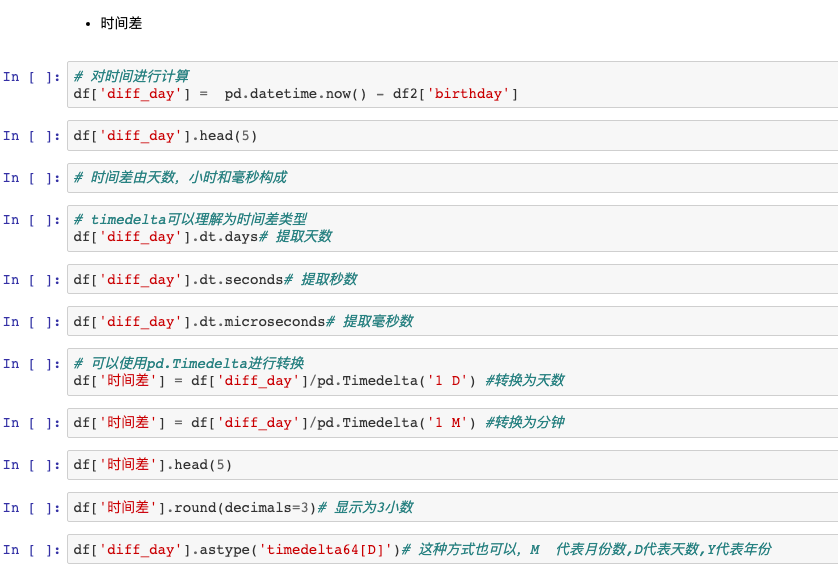 • 时间差
In [ ]: # 对时间进行计算
df['diff_day'] =  pd.datetime.now() - df2['birthday']
In [ ]: df['diff_day'].head(5)
In [ ]: # 时间差由天数，小时和毫秒构成
In [ ]: # timedelta可以理解为时间差类型
df['diff_day'].dt.days# 提取天数
In [ ]: df['diff_day'].dt.seconds# 提取秒数
In [ ]: df['diff_day'].dt.microseconds# 提取毫秒数
In [ ]: # 可以使用pd.Timedelta进行转换
df['时间差'] = df['diff_day']/pd.Timedelta('1 D') #转换为天数
In [ ]: df['时间差'] = df['diff_day']/pd.Timedelta('1 M') #转换为分钟
In [ ]: df['时间差'].head(5)
In [ ]: df['时间差'].round(decimals=3)# 显示为3小数
In [ ]: df['diff_day'].astype('timedelta64[D]')# 这种方式也可以，M  代表月份数,D代表天数,Y代表年份